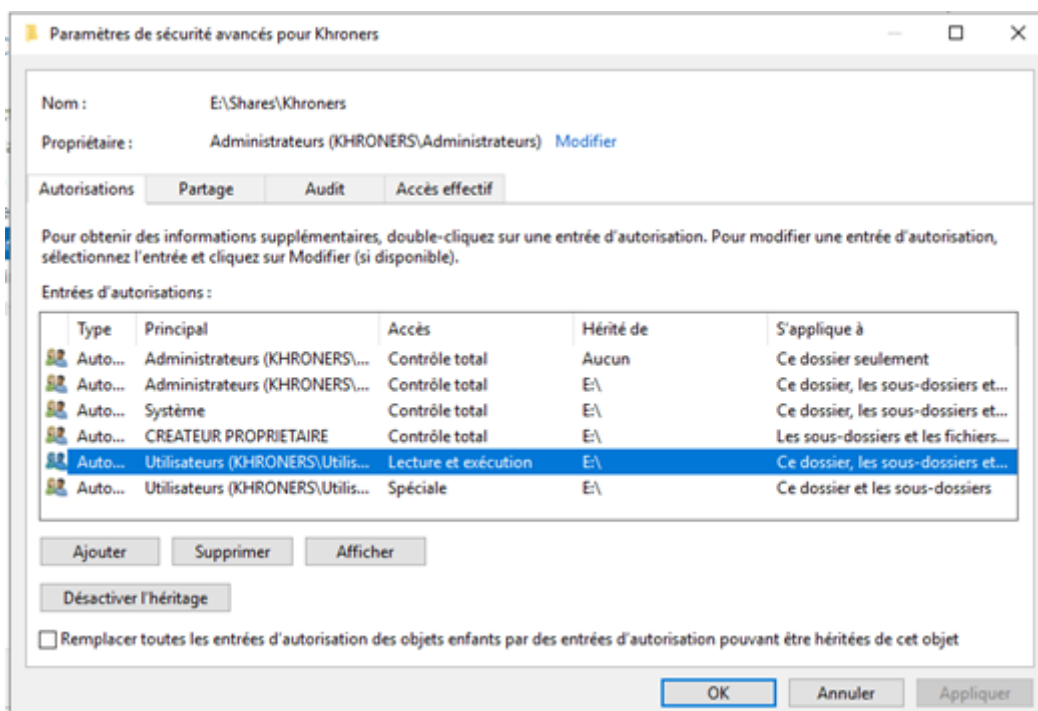 Paramètres de sécurité avancés pour Khroners
Nom : E:\Shares\Khroners
Propriétaire : Administrateurs (KHRONERS\Administrateurs) Modifier
Autorisations Partage Audit Accès effectif
Pour obtenir des informations supplémentaires, double-cliquez sur une entrée d'autorisation. Pour modifier une entrée d'autorisation,
sélectionnez l'entrée et cliquez sur Modifier (si disponible).
Entrées d'autorisations :
Type Principal Accès Hérité de S'applique à
Auto... Administrateurs (KHRONERS\... Contrôle total Aucun Ce dossier seulement
Auto... Administrateurs (KHRONERS\... Contrôle total E:\ Ce dossier, les sous-dossiers et...
Auto... Système Contrôle total E:\ Ce dossier, les sous-dossiers et...
Auto... CREATEUR PROPRIETAIRE Contrôle total E:\ Les sous-dossiers et les fichiers...
Auto... Utilisateurs (KHRONERS\Utilis... Lecture et exécution E:\ Ce dossier, les sous-dossiers et...
Auto... Utilisateurs (KHRONERS\Utilis... Spéciale E:\ Ce dossier et les sous-dossiers
Ajouter Supprimer Afficher
Désactiver l'héritage
Remplacer toutes les entrées d'autorisation des objets enfants par des entrées d'autorisation pouvant être héritées de cet objet
OK Annuler Appliquer